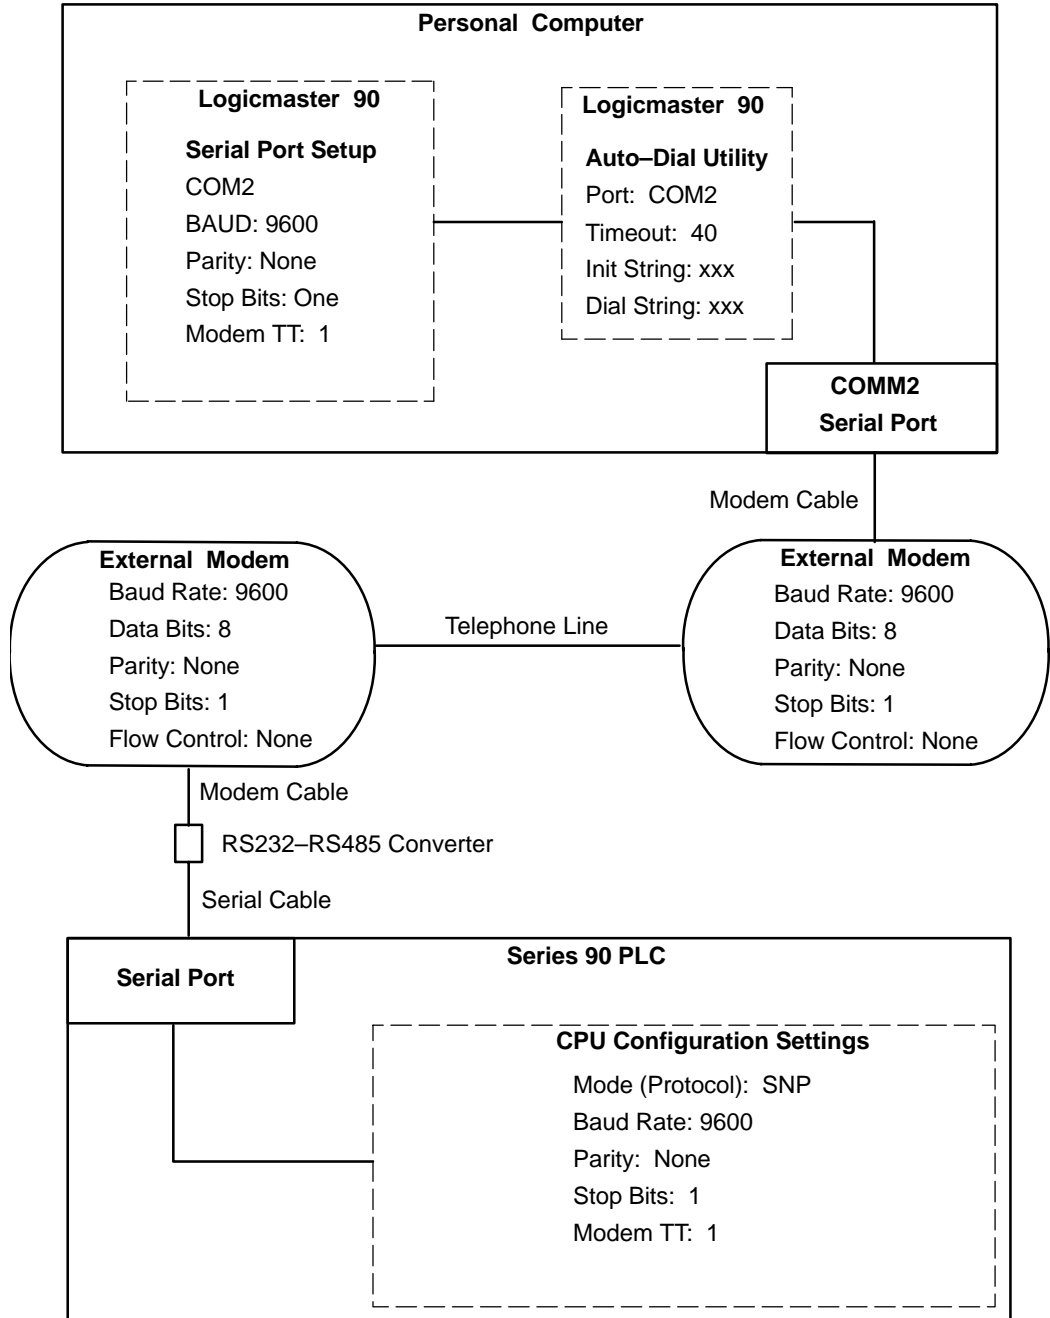 Personal Computer
Logicmaster 90
Serial Port Setup
COM2
BAUD: 9600
Parity: None
Stop Bits: One
Modem TT: 1
Logicmaster 90
Auto–Dial Utility
Port: COM2
Timeout: 40
Init String: xxx
Dial String: xxx
COMM2
Serial Port
Modem Cable
External Modem
Baud Rate: 9600
Data Bits: 8
Parity: None
Stop Bits: 1
Flow Control: None
Telephone Line
External Modem
Baud Rate: 9600
Data Bits: 8
Parity: None
Stop Bits: 1
Flow Control: None
Modem Cable
RS232–RS485 Converter
Serial Cable
Serial Port
Series 90 PLC
CPU Configuration Settings
Mode (Protocol): SNP
Baud Rate: 9600
Parity: None
Stop Bits: 1
Modem TT: 1